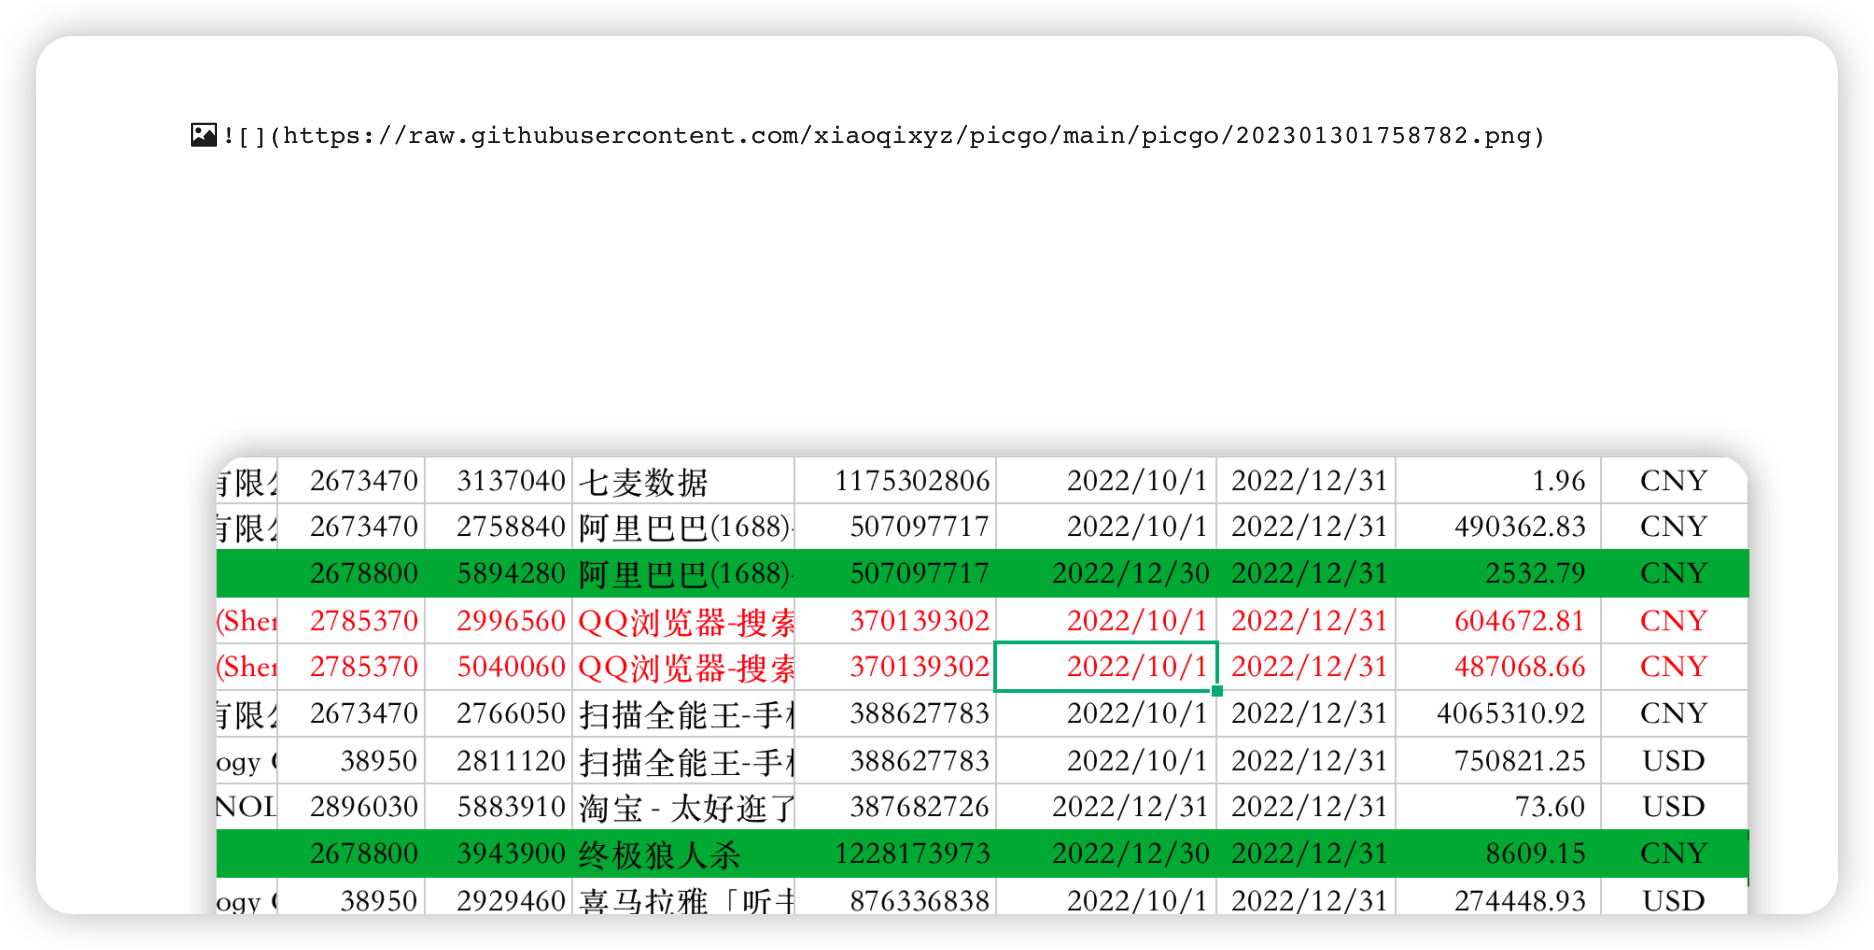 ![](https://raw.githubusercontent.com/xiaoqixyz/picgo/main/picgo/202301301758782.png)
有限 2673470 3137040 七麦数据 1175302806 2022/10/1 2022/12/31 1.96 CNY
有限 2673470 2758840 阿里巴巴(1688) 507097717 2022/10/1 2022/12/31 490362.83 CNY
2678800 5894280 阿里巴巴(1688) 507097717 2022/12/30 2022/12/31 2532.79 CNY
(Sher 2785370 2996560 QQ浏览器-搜索 370139302 2022/10/1 2022/12/31 604672.81 CNY
(Sher 2785370 5040060 QQ浏览器-搜索 370139302 2022/10/1 2022/12/31 487068.66 CNY
有限 2673470 2766050 扫描全能王-手 388627783 2022/10/1 2022/12/31 4065310.92 CNY
ogy 38950 2811120 扫描全能王-手 388627783 2022/10/1 2022/12/31 750821.25 USD
NOL 2896030 5883910 淘宝 - 太好逛了 387682726 2022/12/31 2022/12/31 73.60 USD
2678800 3943900 终极狼人杀 1228173973 2022/12/30 2022/12/31 8609.15 CNY
ogy 38950 2929460 喜马拉雅「听书 876336838 2022/10/1 2022/12/31 274448.93 USD